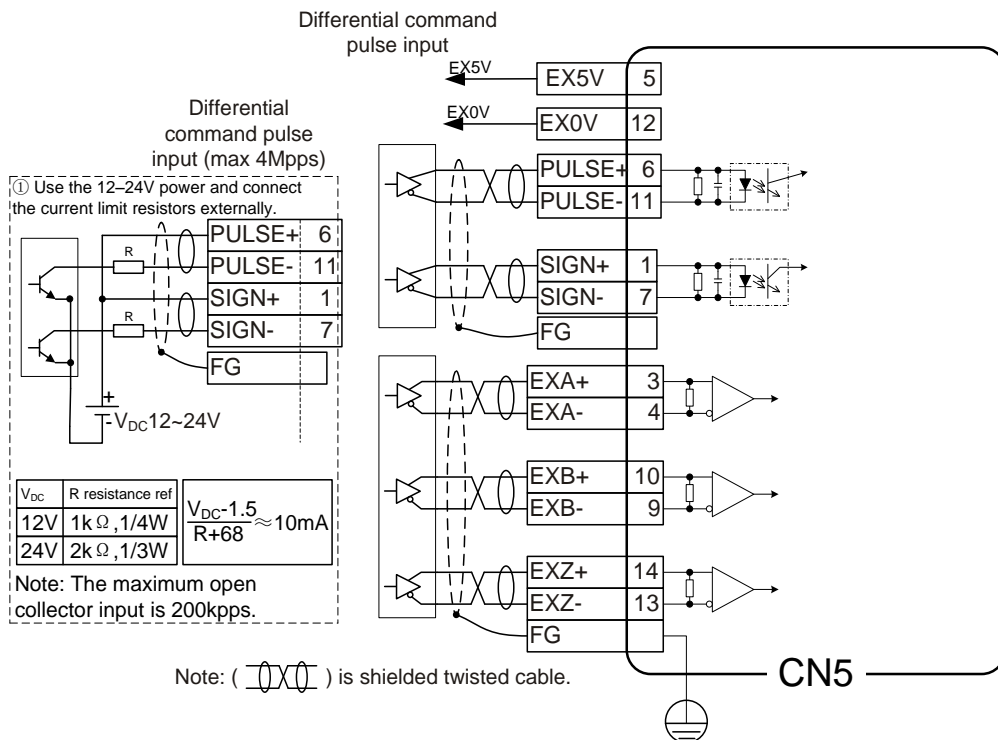 Differential command
pulse input
EX5V
EX5V 5
EX0V
EX0V 12
PULSE+ 6
PULSE- 11
SIGN+ 1
SIGN- 7
FG
Differential
command pulse
input (max 4Mpps)
① Use the 12–24V power and connect
the current limit resistors externally.
PULSE+ 6
R
PULSE- 11
SIGN+ 1
R
SIGN- 7
FG
+
-VDC12~24V
VDC R resistance ref
12V 1kΩ,1/4W
24V 2kΩ,1/3W
VDC-1.5
R+68
≈10mA
Note: The maximum open
collector input is 200kpps.
EXA+ 3
EXA- 4
EXB+ 10
EXB- 9
EXZ+ 14
EXZ- 13
FG
CN5
Note: ( ) is shielded twisted cable.